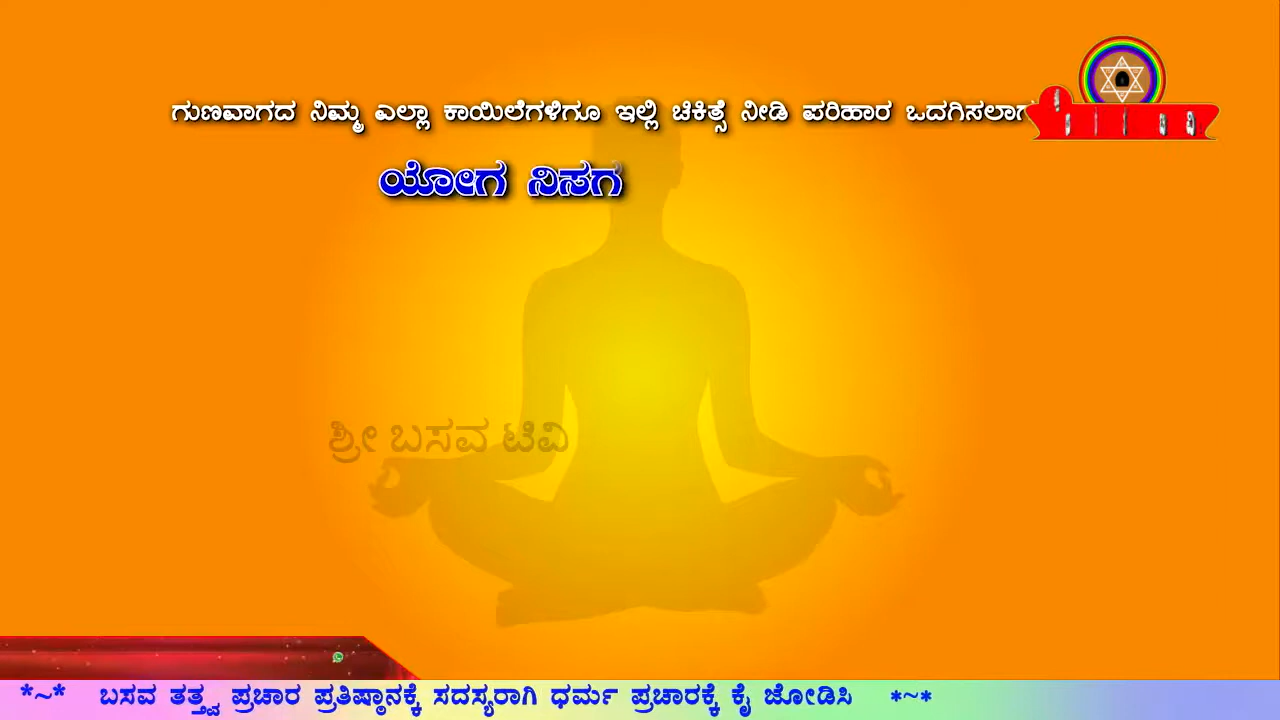 ಗುಣವಾಗದ ನಿಮ್ಮ ಎಲ್ಲಾ ಕಾಯಿಲೆಗಳಿಗೂ ಇಲ್ಲಿ ಚಿಕಿತ್ಸೆ ನೀಡಿ ಪರಿಹಾರ ಒದಗಿಸಲಾಗ
ಯೋಗ ನಿಸಗ
ಶ್ರೀ ಬಸವ ಟಿವಿ
*~* ಬಸವ ತತ್ತ್ವ ಪ್ರಚಾರ ಪ್ರತಿಷ್ಠಾನಕ್ಕೆ ಸದಸ್ಯರಾಗಿ ಧರ್ಮ ಪ್ರಚಾರಕ್ಕೆ ಕೈ ಜೋಡಿಸಿ *~*